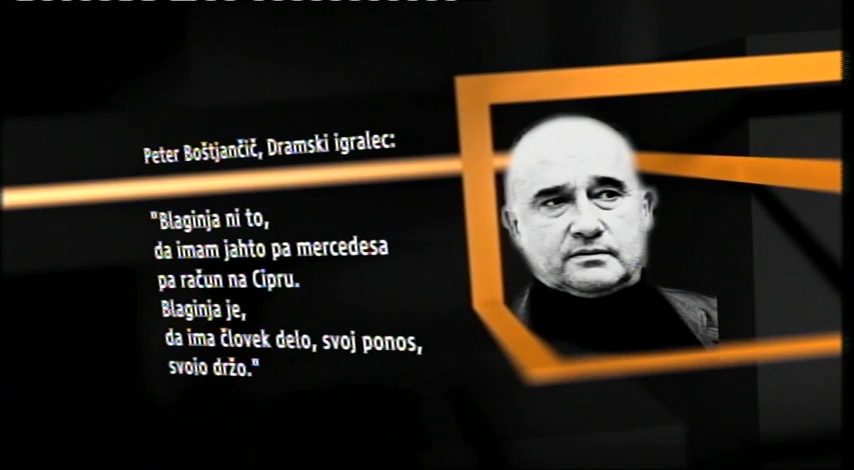 Peter Boštjančič, Dramski igralec:
"Blaginja ni to,
da imam jahto pa mercedesa
pa račun na Cipru.
Blaginja je,
da ima človek delo, svoj ponos,
svojo držo."